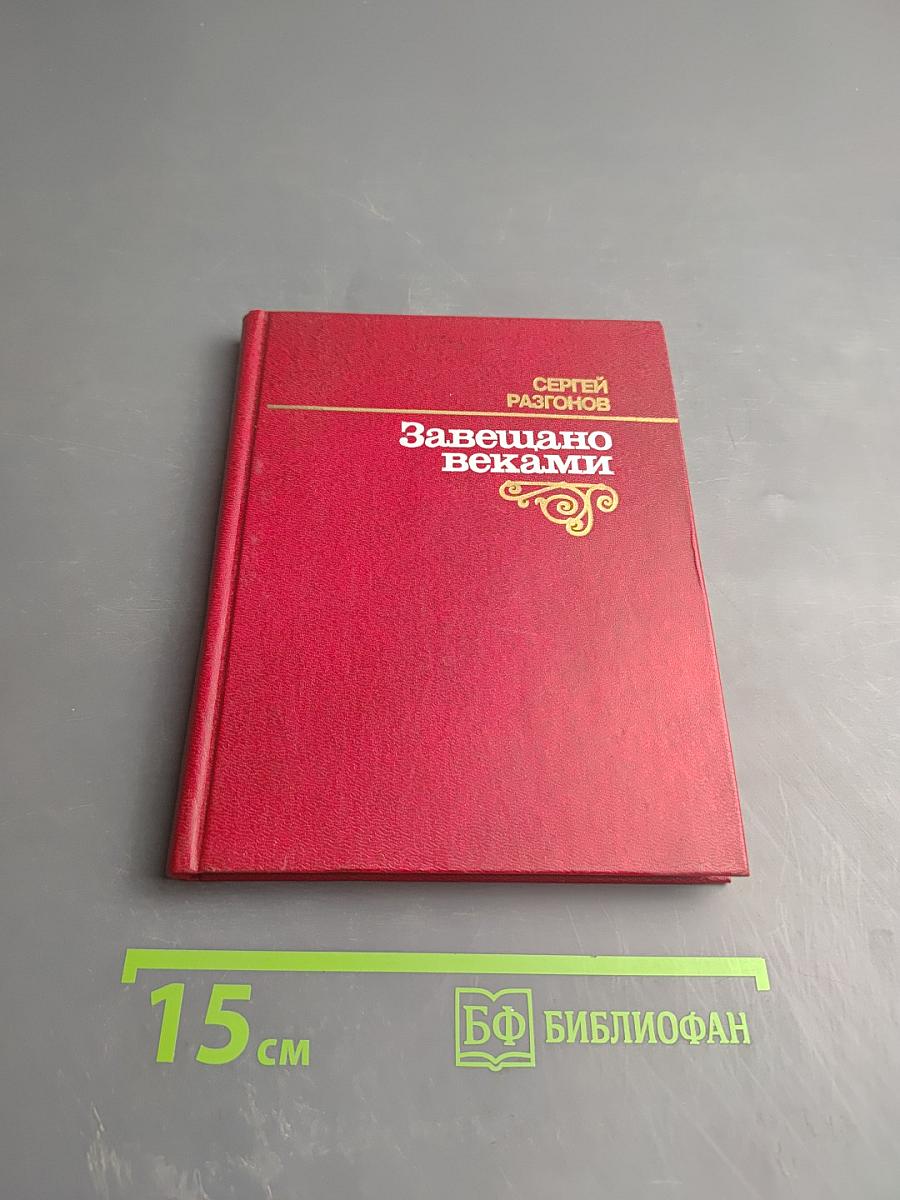 СЕРГЕЙ
РАЗГОНОВ
Завещано
веками
15 см
БФ БИБЛИОФАН